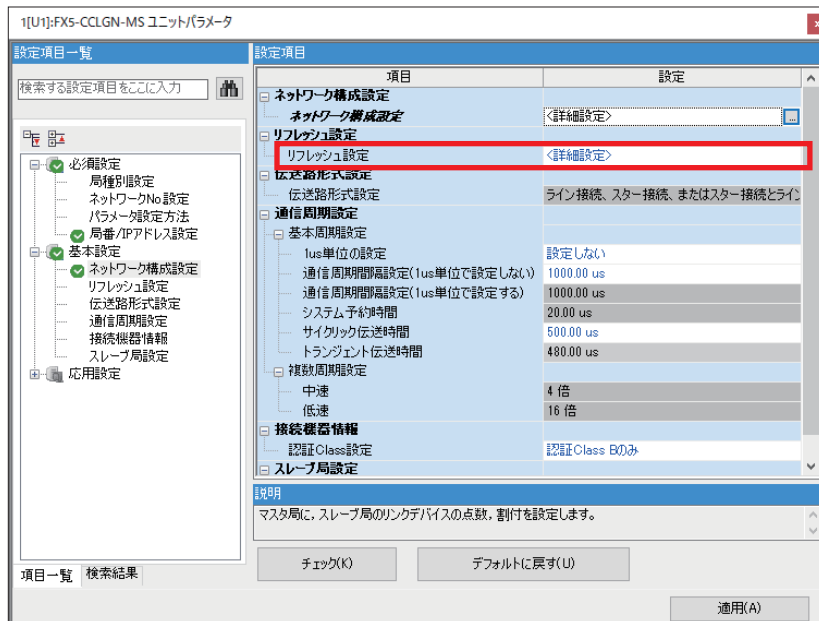 1[U1]:FX5-CCLGN-MS ユニットパラメータ
設定項目一覧
検索する設定項目をここに入力
必須設定
局種別設定
ネットワークNo設定
パラメータ設定方法
局番/IPアドレス設定
基本設定
ネットワーク構成設定
リフレッシュ設定
伝送路形式設定
通信周期設定
接続機器情報
スレーブ局設定
応用設定
項目一覧 検索結果
設定項目
項目 設定
ネットワーク構成設定
ネットワーク構成設定 <詳細設定>
リフレッシュ設定
リフレッシュ設定 <詳細設定>
伝送路形式設定
伝送路形式設定 ライン接続、スター接続、またはスター接続とライン
通信周期設定
基本周期設定
1us単位の設定 設定しない
通信周期間隔設定(1us単位で設定しない) 1000.00 us
通信周期間隔設定(1us単位で設定する) 1000.00 us
システム予約時間 20.00 us
サイクリック伝送時間 500.00 us
トランジェント伝送時間 480.00 us
複数周期設定
中速 4 倍
低速 16 倍
接続機器情報
認証Class設定 認証Class Bのみ
スレーブ局設定
説明
マスタ局に，スレーブ局のリンクデバイスの点数，割付を設定します。
チェック(K) デフォルトに戻す(U)
適用(A)